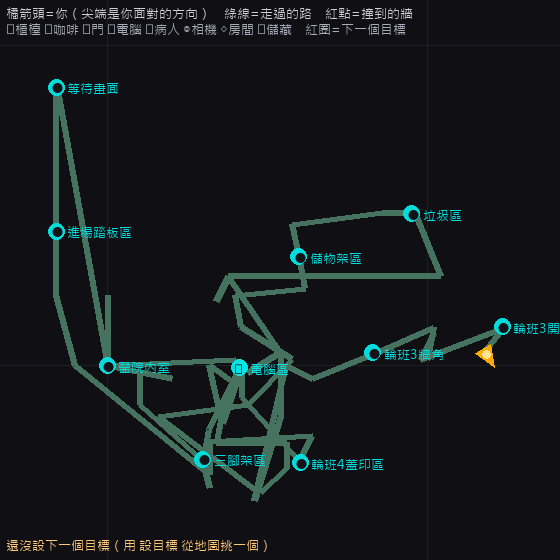 橘箭頭=你（尖端是你面對的方向） 綠線=走過的路 紅點=撞到的牆
櫃檯 咖啡 門 電腦 病人 相機 ◇房間 儲藏 紅圈=下一個目標
等待畫面
垃圾區
進場踏板區
儲物架區
輪班3開
輪班3牆角
醫院內室
電腦區
三腳架區
輪班4蓋印區
還沒設下一個目標（用 設目標 從地圖挑一個）